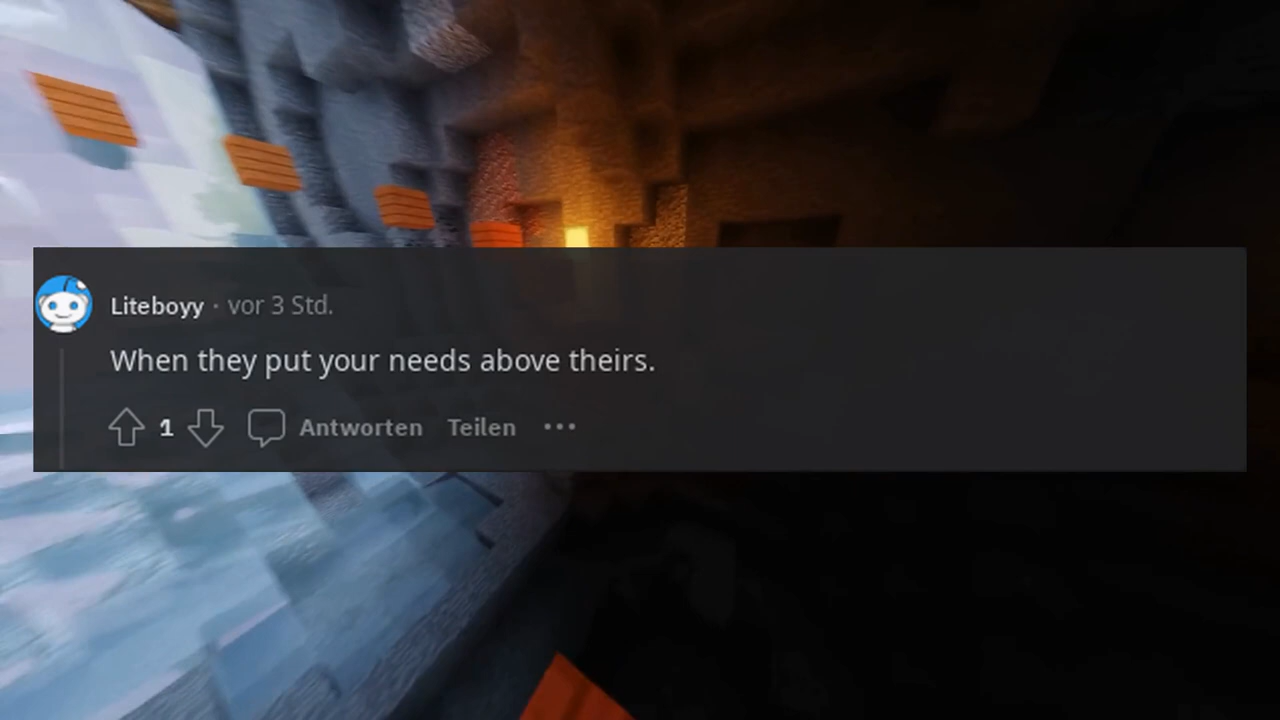 Liteboyy · vor 3 Std.
When they put your needs above theirs.
1 Antworten Teilen ···